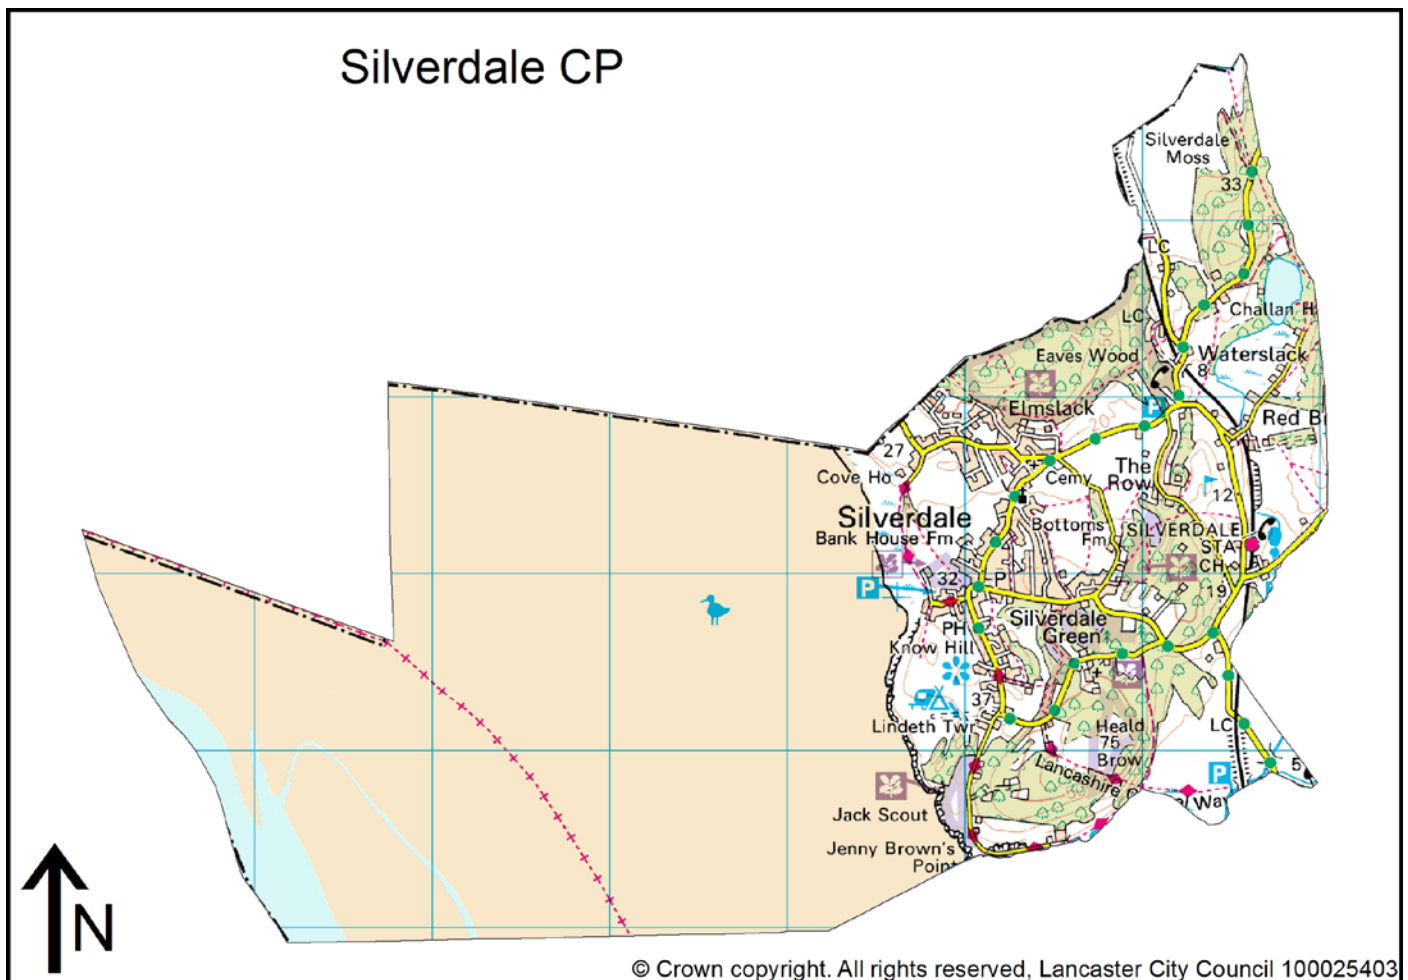 Silverdale CP
Silverdale
Moss
33
LC
Challan H
LC
Eaves Wood
Waterslack
8
P
Elmslack
Red B
27
The
Row
Cove Ho
Cemy
12
Silverdale
Bottoms
Fm
SILVERDALE
STA
Bank House Fm
CH
32
P
P
19
Silverdale
Green
PH
Know Hill
37
Lindeth Twr
Heald
75
Brow
LC
Lancashire
Way
P
5
Jack Scout
50
Jenny Brown's
Point
N
© Crown copyright. All rights reserved, Lancaster City Council 100025403